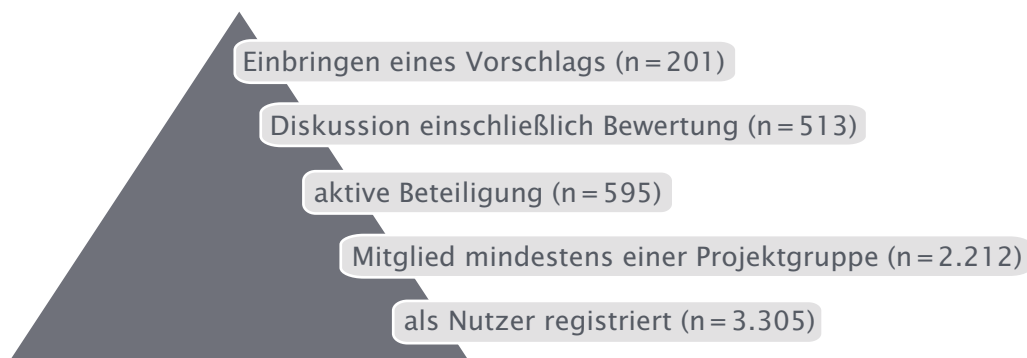 Einbringen eines Vorschlags (n = 201)
Diskussion einschließlich Bewertung (n = 513)
aktive Beteiligung (n = 595)
Mitglied mindestens einer Projektgruppe (n = 2.212)
als Nutzer registriert (n = 3.305)